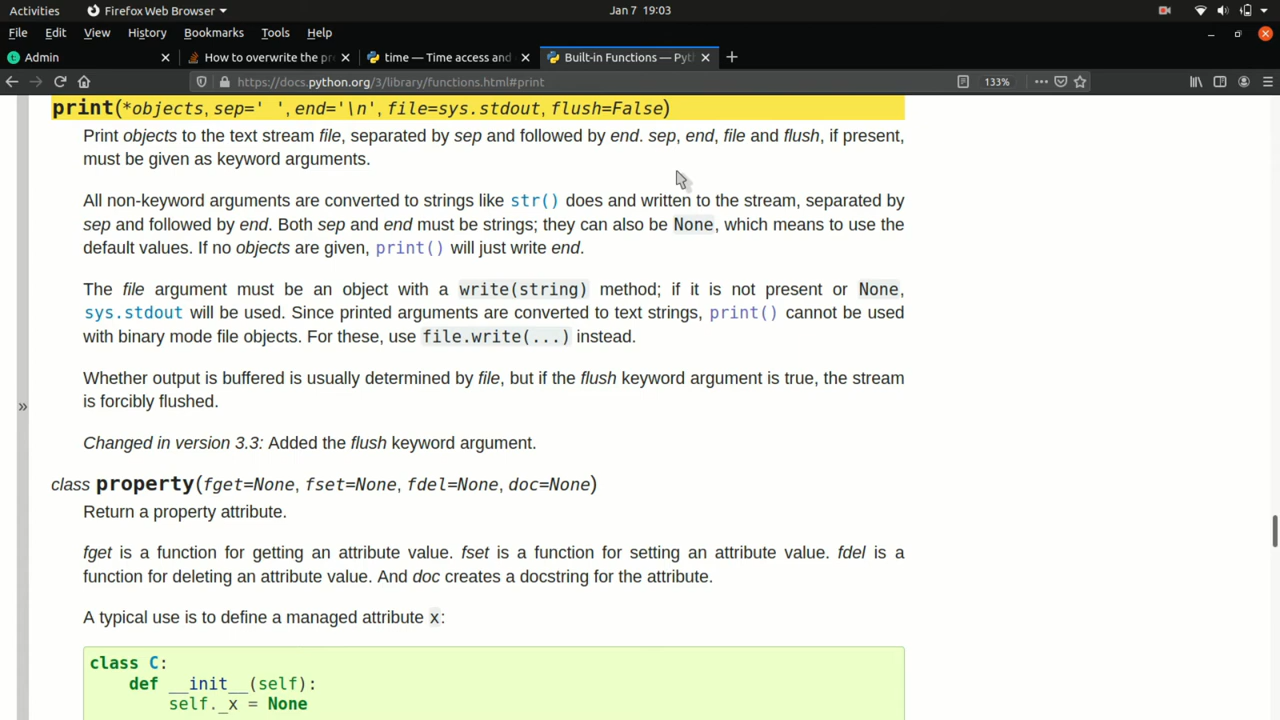 Activities
Firefox Web Browser
Jan 7 19:03
File Edit View History Bookmarks Tools Help
Admin
How to overwrite the pr
time — Time access and
Built-in Functions — Pyt
https://docs.python.org/3/library/functions.html#print
133%
print(*objects, sep=' ', end='\n', file=sys.stdout, flush=False)
Print objects to the text stream file, separated by sep and followed by end. sep, end, file and flush, if present,
must be given as keyword arguments.
All non-keyword arguments are converted to strings like str() does and written to the stream, separated by
sep and followed by end. Both sep and end must be strings; they can also be None, which means to use the
default values. If no objects are given, print() will just write end.
The file argument must be an object with a write(string) method; if it is not present or None,
sys.stdout will be used. Since printed arguments are converted to text strings, print() cannot be used
with binary mode file objects. For these, use file.write(...) instead.
Whether output is buffered is usually determined by file, but if the flush keyword argument is true, the stream
is forcibly flushed.
Changed in version 3.3: Added the flush keyword argument.
class property(fget=None, fset=None, fdel=None, doc=None)
Return a property attribute.
fget is a function for getting an attribute value. fset is a function for setting an attribute value. fdel is a
function for deleting an attribute value. And doc creates a docstring for the attribute.
A typical use is to define a managed attribute x:
class C:
def __init__(self):
self._x = None